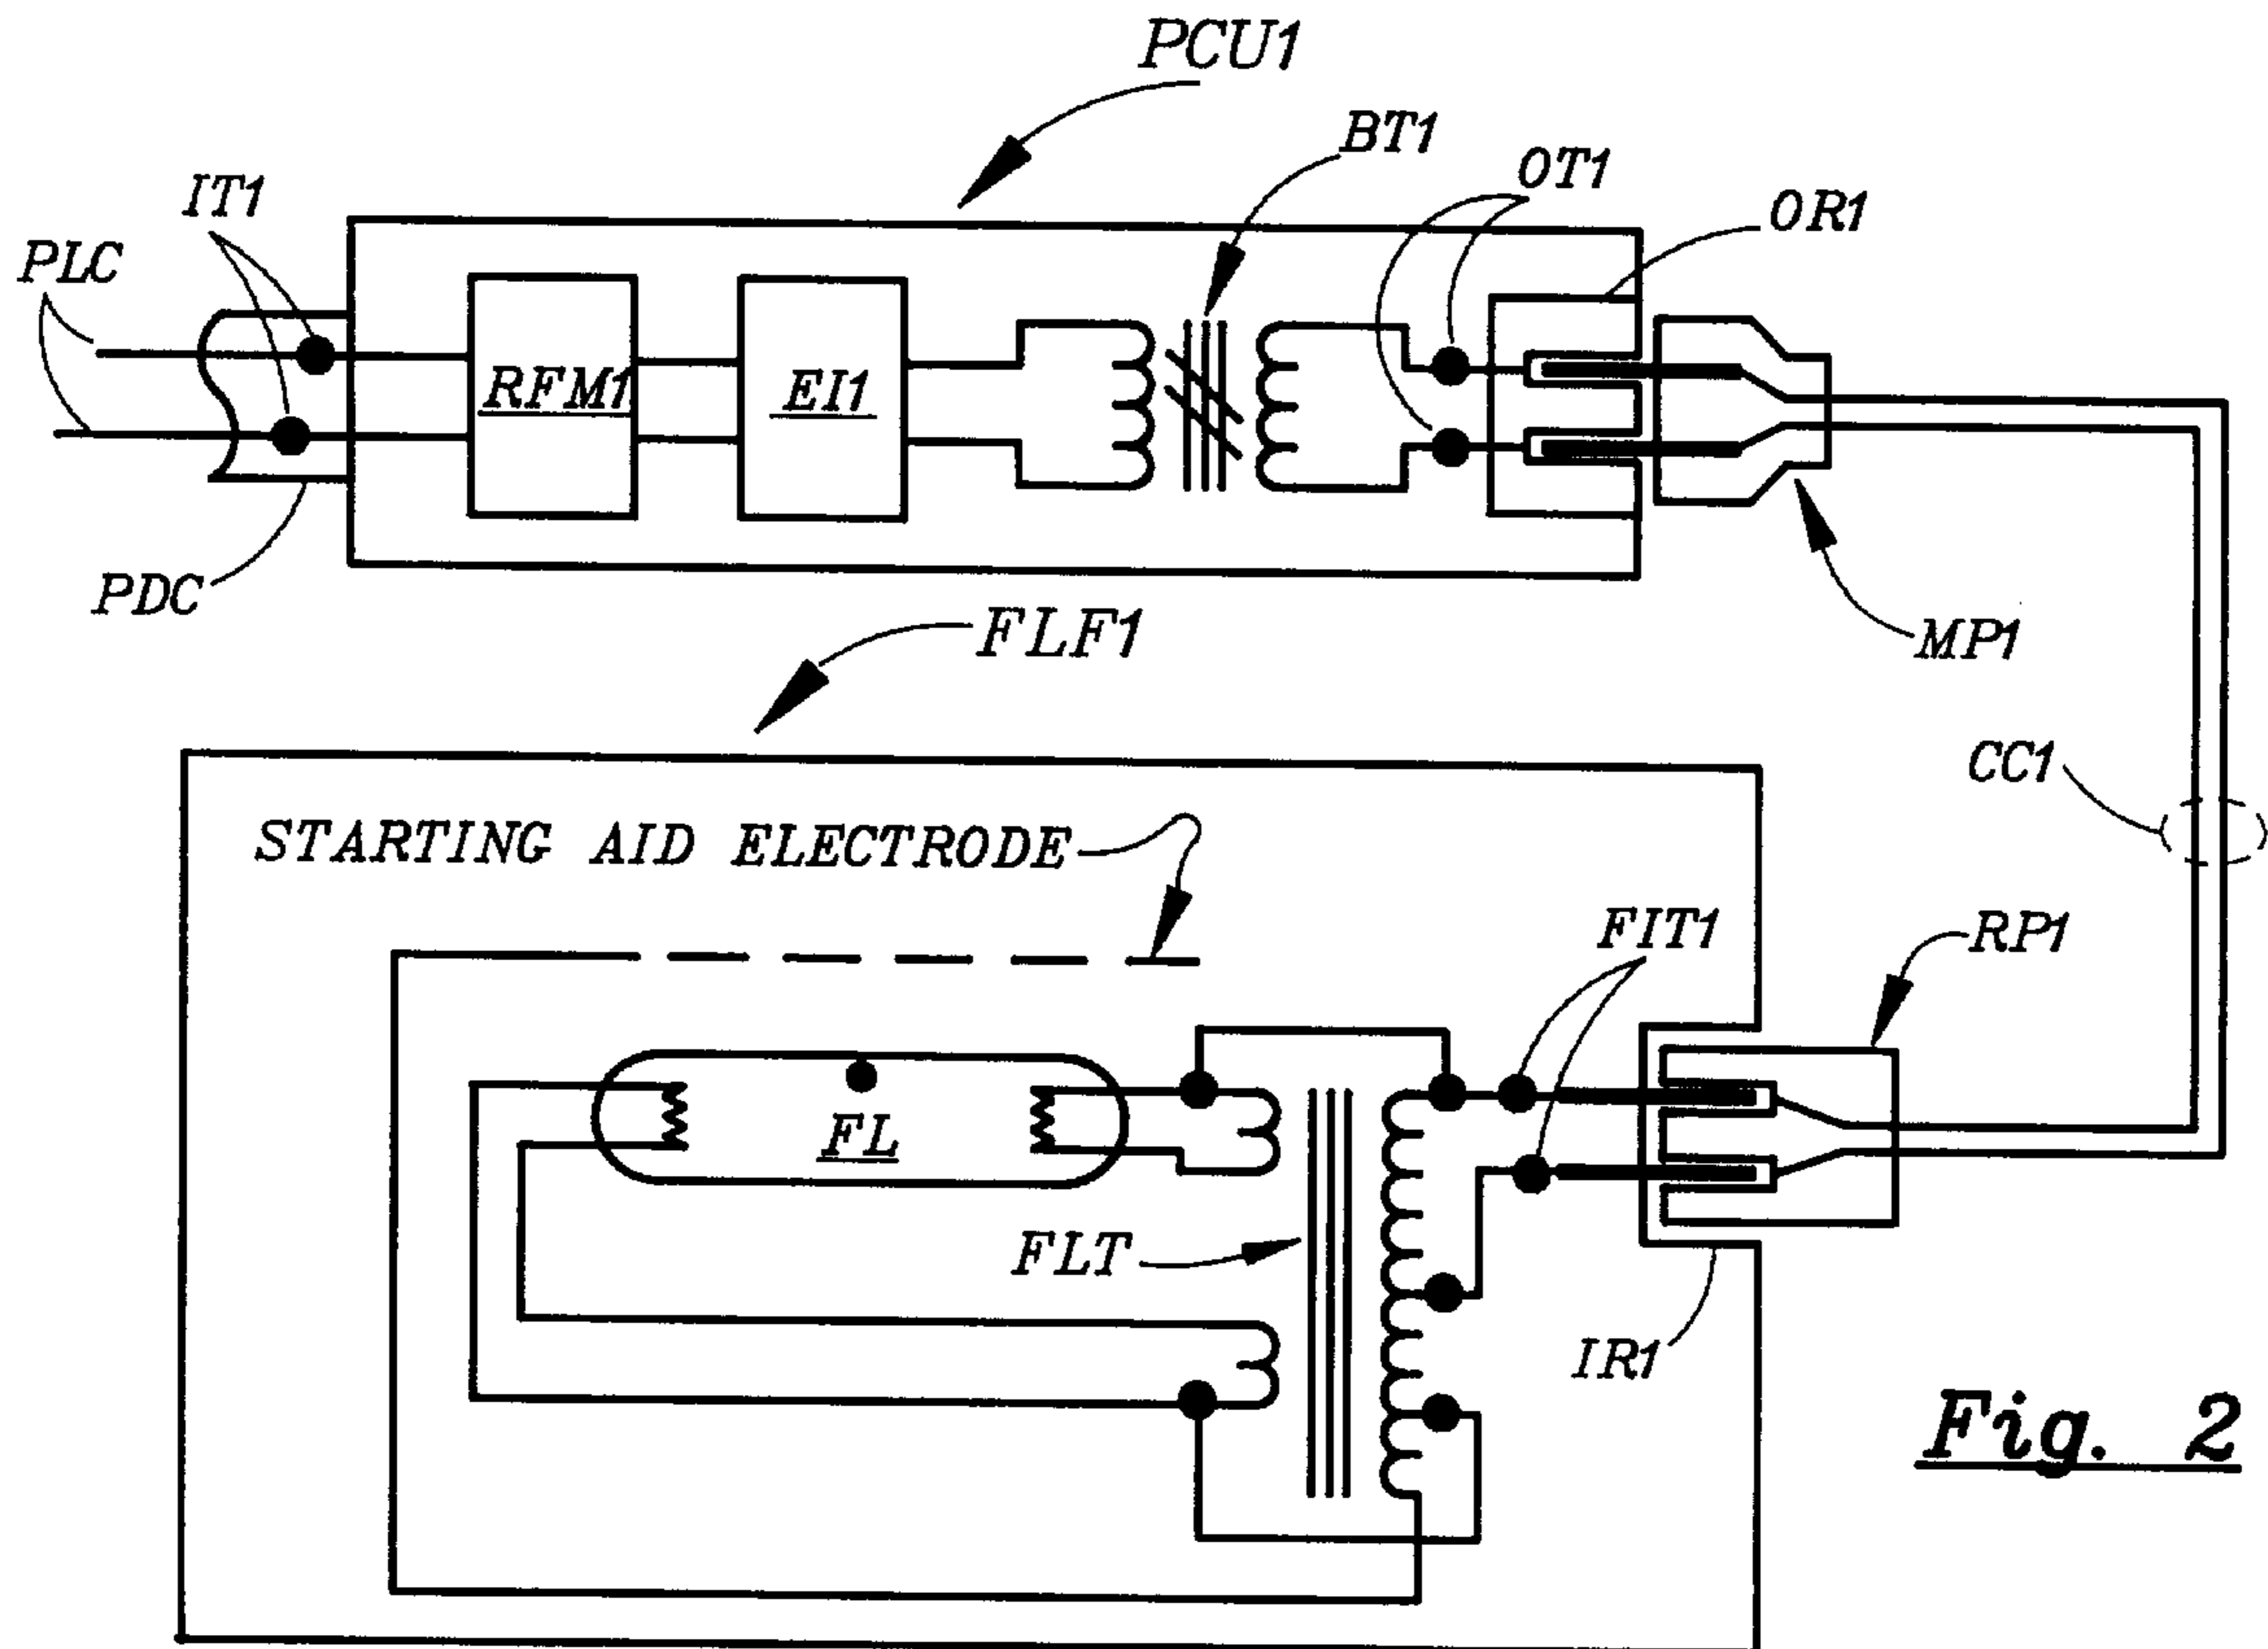 PCU1
BT1
OT1
IT1
OR1
PLC
RFM1
EI1
PDC
FLF1
MP1
CC1
STARTING AID ELECTRODE
FIT1
RP1
FL
FLT
IR1
Fig. 2